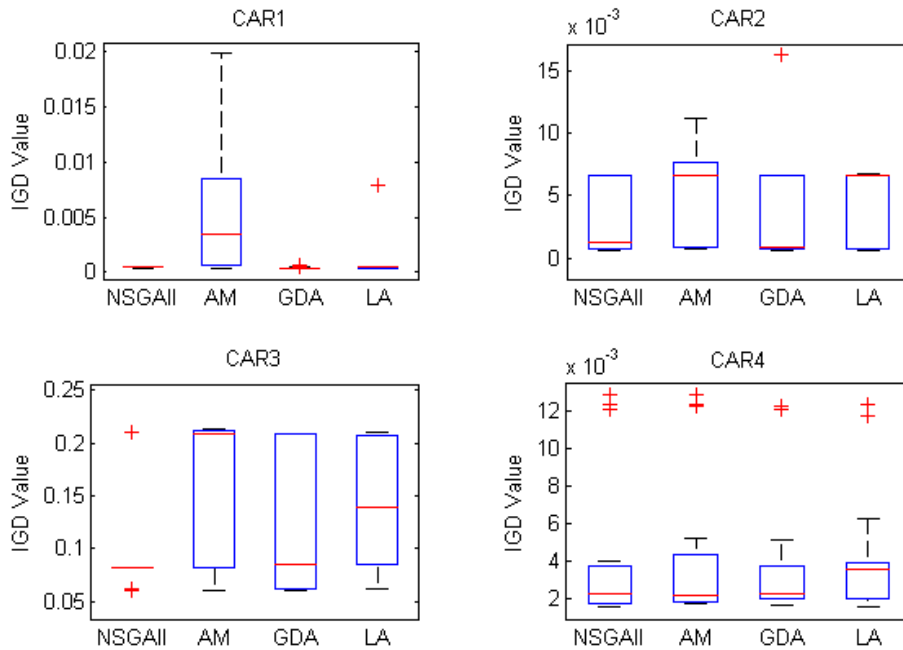 CAR1
0.02
0.015
0.01
0.005
0
IGD Value
NSGAII AM GDA LA
CAR2
x 10^-3
15
10
5
0
IGD Value
NSGAII AM GDA LA
CAR3
0.25
0.2
0.15
0.1
0.05
IGD Value
NSGAII AM GDA LA
CAR4
x 10^-3
12
10
8
6
4
2
IGD Value
NSGAII AM GDA LA